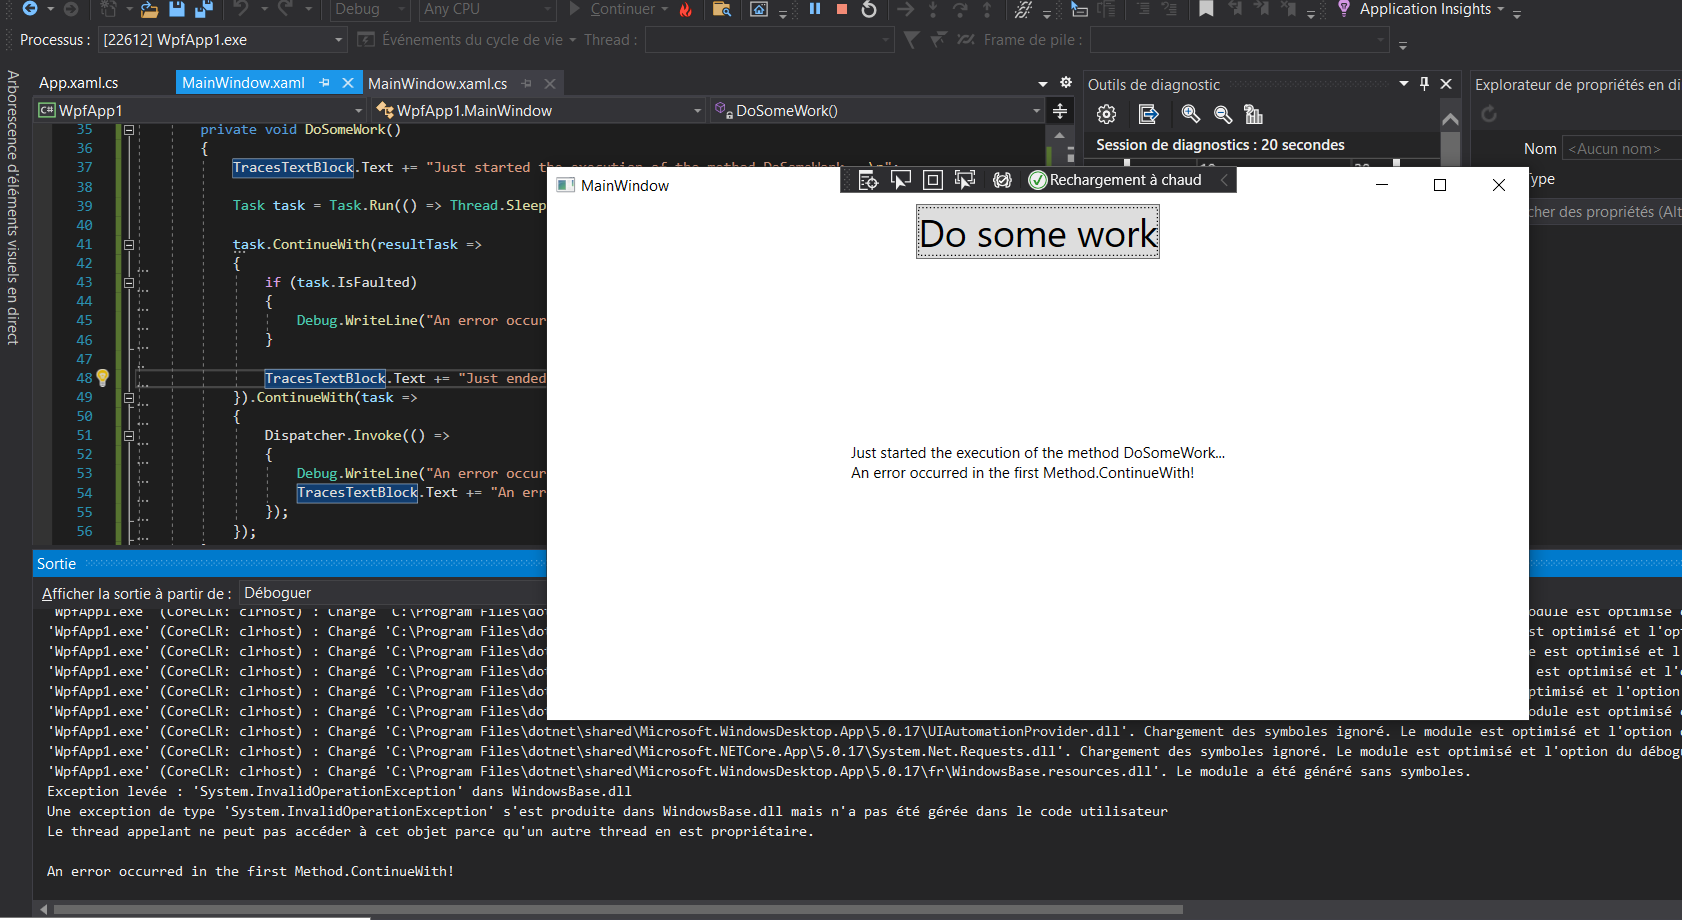 Debug
Any CPU
Continuer
Application Insights
Processus :
[22612] WpfApp1.exe
Événements du cycle de vie
Thread :
Frame de pile :
Arborescence d'éléments visuels en direct
App.xaml.cs
MainWindow.xaml
MainWindow.xaml.cs
Outils de diagnostic
Explorateur de propriétés en di
C# WpfApp1
WpfApp1.MainWindow
DoSomeWork()
Session de diagnostics : 20 secondes
Nom
<Aucun nom>
Type
cher des propriétés (Alt
35 private void DoSomeWork()
36 {
37 TracesTextBlock.Text += "Just started the execution of the method DoSomeWork...\n";
38
39 Task task = Task.Run(() => Thread.Sleep
40
41 task.ContinueWith(resultTask =>
42 {
43 if (task.IsFaulted)
44 {
45 Debug.WriteLine("An error occur
46 }
47
48 TracesTextBlock.Text += "Just ended
49 }).ContinueWith(task =>
50 {
51 Dispatcher.Invoke(() =>
52 {
53 Debug.WriteLine("An error occur
54 TracesTextBlock.Text += "An err
55 });
56 });
MainWindow
Rechargement à chaud
Do some work
Just started the execution of the method DoSomeWork...
An error occurred in the first Method.ContinueWith!
Sortie
Afficher la sortie à partir de :
Déboguer
'WpfApp1.exe' (CoreCLR: clrhost) : Chargé 'C:\Program Files\dot odule est optimisé
'WpfApp1.exe' (CoreCLR: clrhost) : Chargé 'C:\Program Files\dot st optimisé et l'op
'WpfApp1.exe' (CoreCLR: clrhost) : Chargé 'C:\Program Files\dot e est optimisé et l
'WpfApp1.exe' (CoreCLR: clrhost) : Chargé 'C:\Program Files\dot est optimisé et l'
'WpfApp1.exe' (CoreCLR: clrhost) : Chargé 'C:\Program Files\dot ptimisé et l'option
'WpfApp1.exe' (CoreCLR: clrhost) : Chargé 'C:\Program Files\dot odule est optimisé
'WpfApp1.exe' (CoreCLR: clrhost) : Chargé 'C:\Program Files\dotnet\shared\Microsoft.WindowsDesktop.App\5.0.17\UIAutomationProvider.dll'. Chargement des symboles ignoré. Le module est optimisé et l'option
'WpfApp1.exe' (CoreCLR: clrhost) : Chargé 'C:\Program Files\dotnet\shared\Microsoft.NETCore.App\5.0.17\System.Net.Requests.dll'. Chargement des symboles ignoré. Le module est optimisé et l'option du débogu
'WpfApp1.exe' (CoreCLR: clrhost) : Chargé 'C:\Program Files\dotnet\shared\Microsoft.WindowsDesktop.App\5.0.17\fr\WindowsBase.resources.dll'. Le module a été généré sans symboles.
Exception levée : 'System.InvalidOperationException' dans WindowsBase.dll
Une exception de type 'System.InvalidOperationException' s'est produite dans WindowsBase.dll mais n'a pas été gérée dans le code utilisateur
Le thread appelant ne peut pas accéder à cet objet parce qu'un autre thread en est propriétaire.
An error occurred in the first Method.ContinueWith!